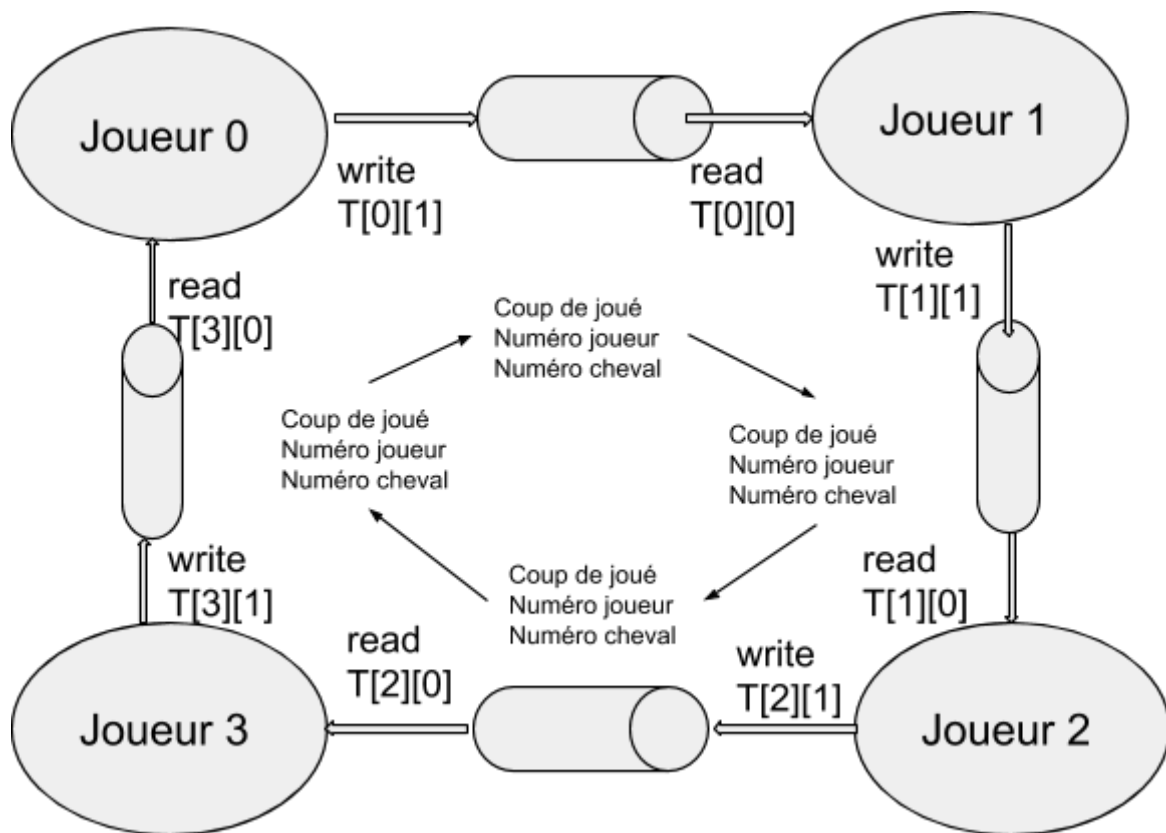 Joueur 0
Joueur 1
write
T[0][1]
read
T[0][0]
write
T[1][1]
read
T[3][0]
Coup de joué
Numéro joueur
Numéro cheval
Coup de joué
Numéro joueur
Numéro cheval
Coup de joué
Numéro joueur
Numéro cheval
Coup de joué
Numéro joueur
Numéro cheval
write
T[3][1]
read
T[1][0]
read
T[2][0]
write
T[2][1]
Joueur 3
Joueur 2